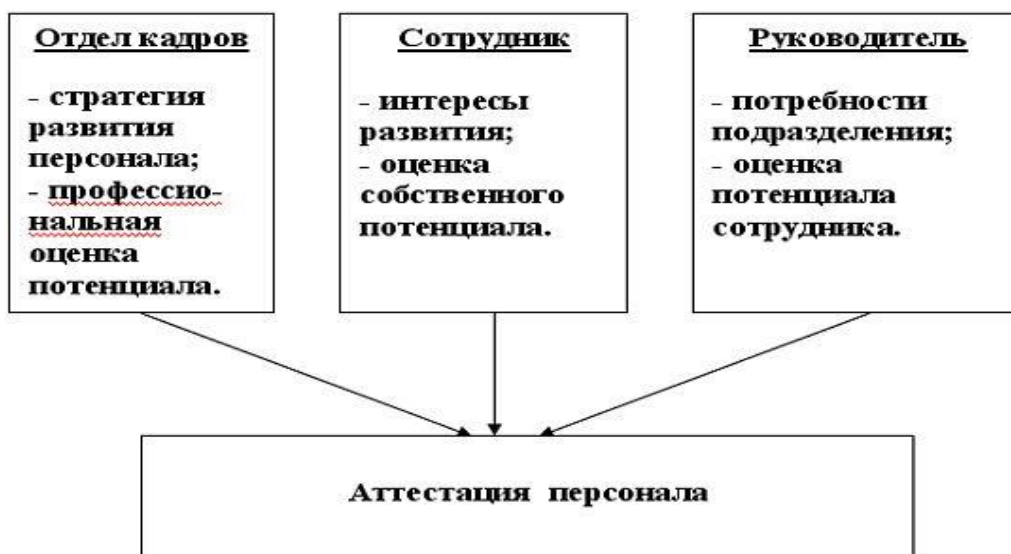 Отдел кадров
- стратегия
развития
персонала;
- профессио-
нальная
оценка
потенциала.
Сотрудник
- интересы
развития;
- оценка
собственного
потенциала.
Руководитель
- потребности
подразделения;
- оценка
потенциала
сотрудника.
Аттестация персонала